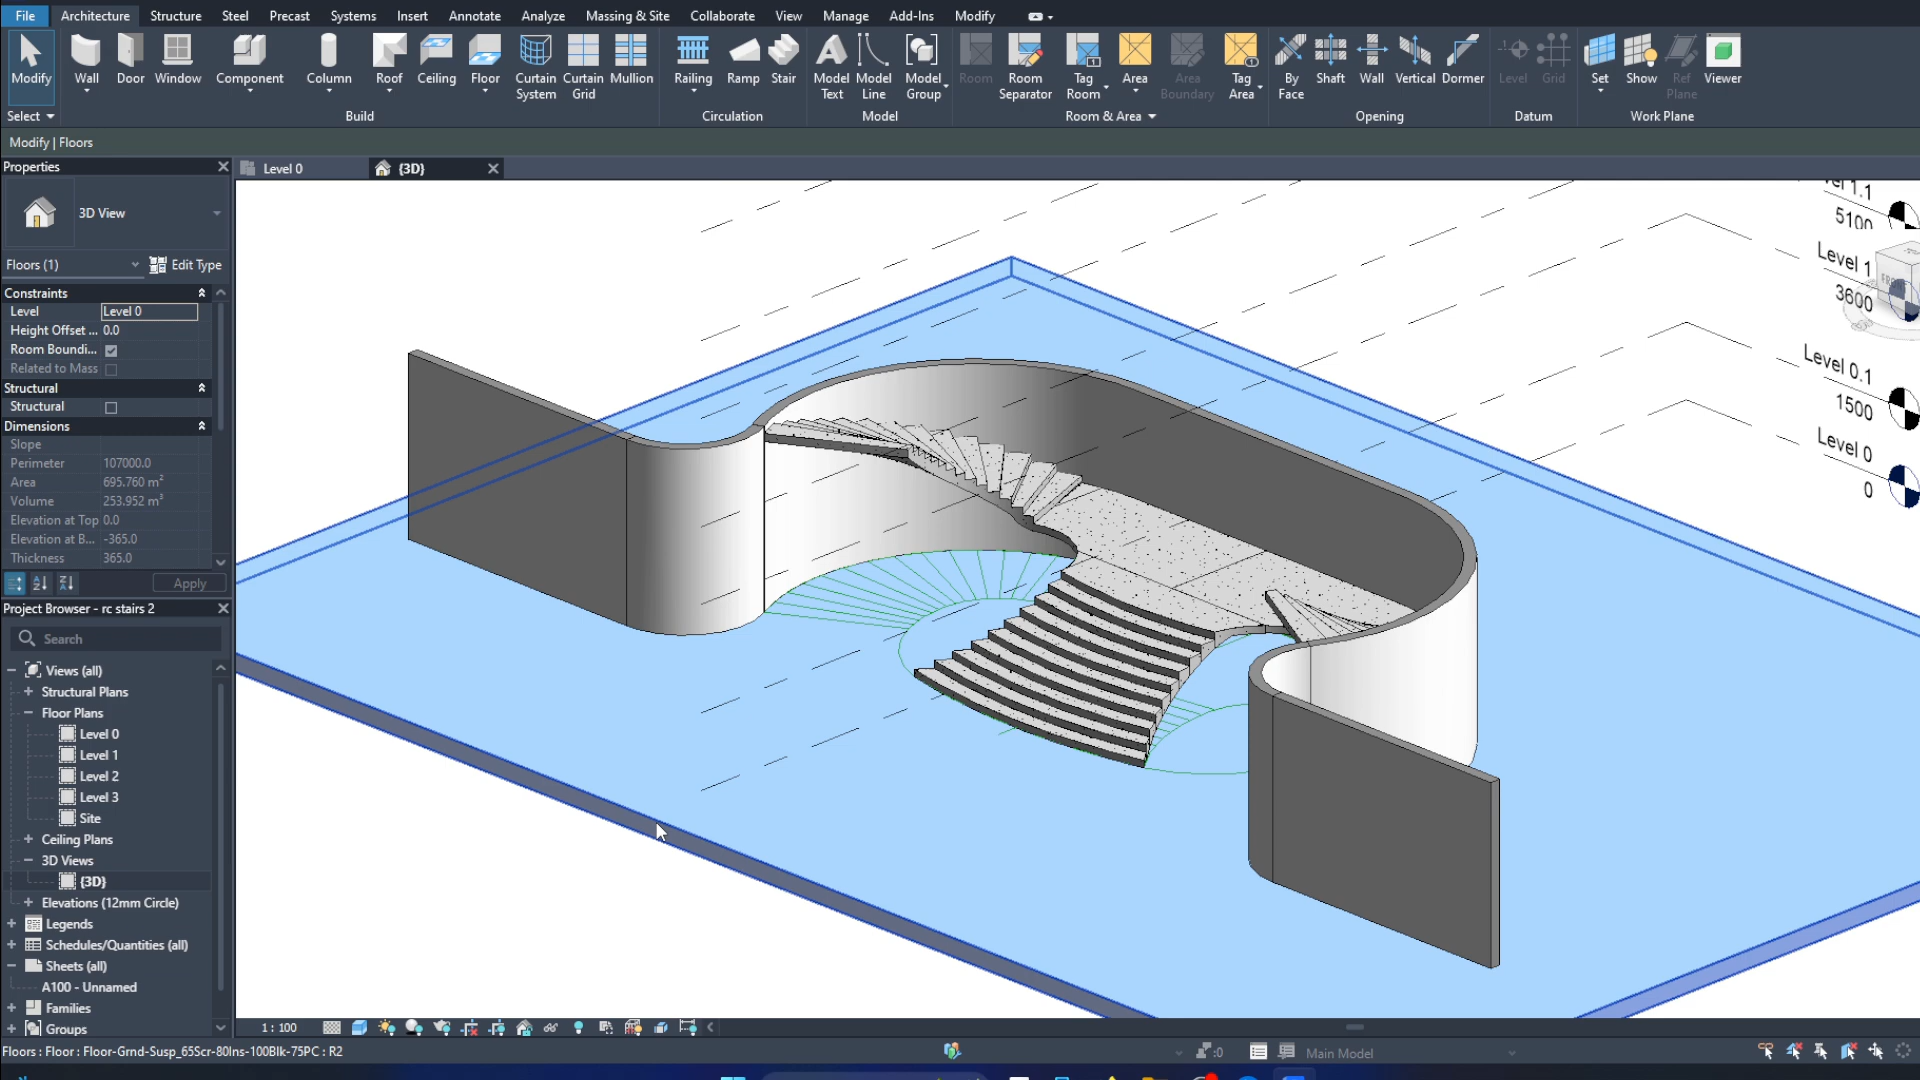 File Architecture Structure Steel Precast Systems Insert Annotate Analyze Massing & Site Collaborate View Manage Add-Ins Modify
Modify Wall Door Window Component Column Roof Ceiling Floor Curtain System Curtain Grid Mullion Railing Ramp Stair Model Text Model Line Model Group Room Room Separator Tag Room Area Area Boundary Tag Area By Face Shaft Wall Vertical Dormer Level Grid Set Show Ref Plane Viewer
Select Build Circulation Model Room & Area Opening Datum Work Plane
Modify | Floors
Properties
Level 0
{3D}
3D View
Floors (1) Edit Type
Constraints
Level Level 0
Height Offset ... 0.0
Room Boundi...
Related to Mass
Structural
Structural
Dimensions
Slope
Perimeter 107000.0
Area 695.760 m²
Volume 253.952 m³
Elevation at Top 0.0
Elevation at B... -365.0
Thickness 365.0
Apply
Project Browser - rc stairs 2
Search
Views (all)
Structural Plans
Floor Plans
Level 0
Level 1
Level 2
Level 3
Site
Ceiling Plans
3D Views
{3D}
Elevations (12mm Circle)
Legends
Schedules/Quantities (all)
Sheets (all)
A100 - Unnamed
Families
Groups
5100
Level 1
3600
FRONT
Level 0.1
1500
Level 0
0
1 : 100
Floors : Floor : Floor-Grnd-Susp_65Scr-80Ins-100Blk-75PC : R2
:0
Main Model